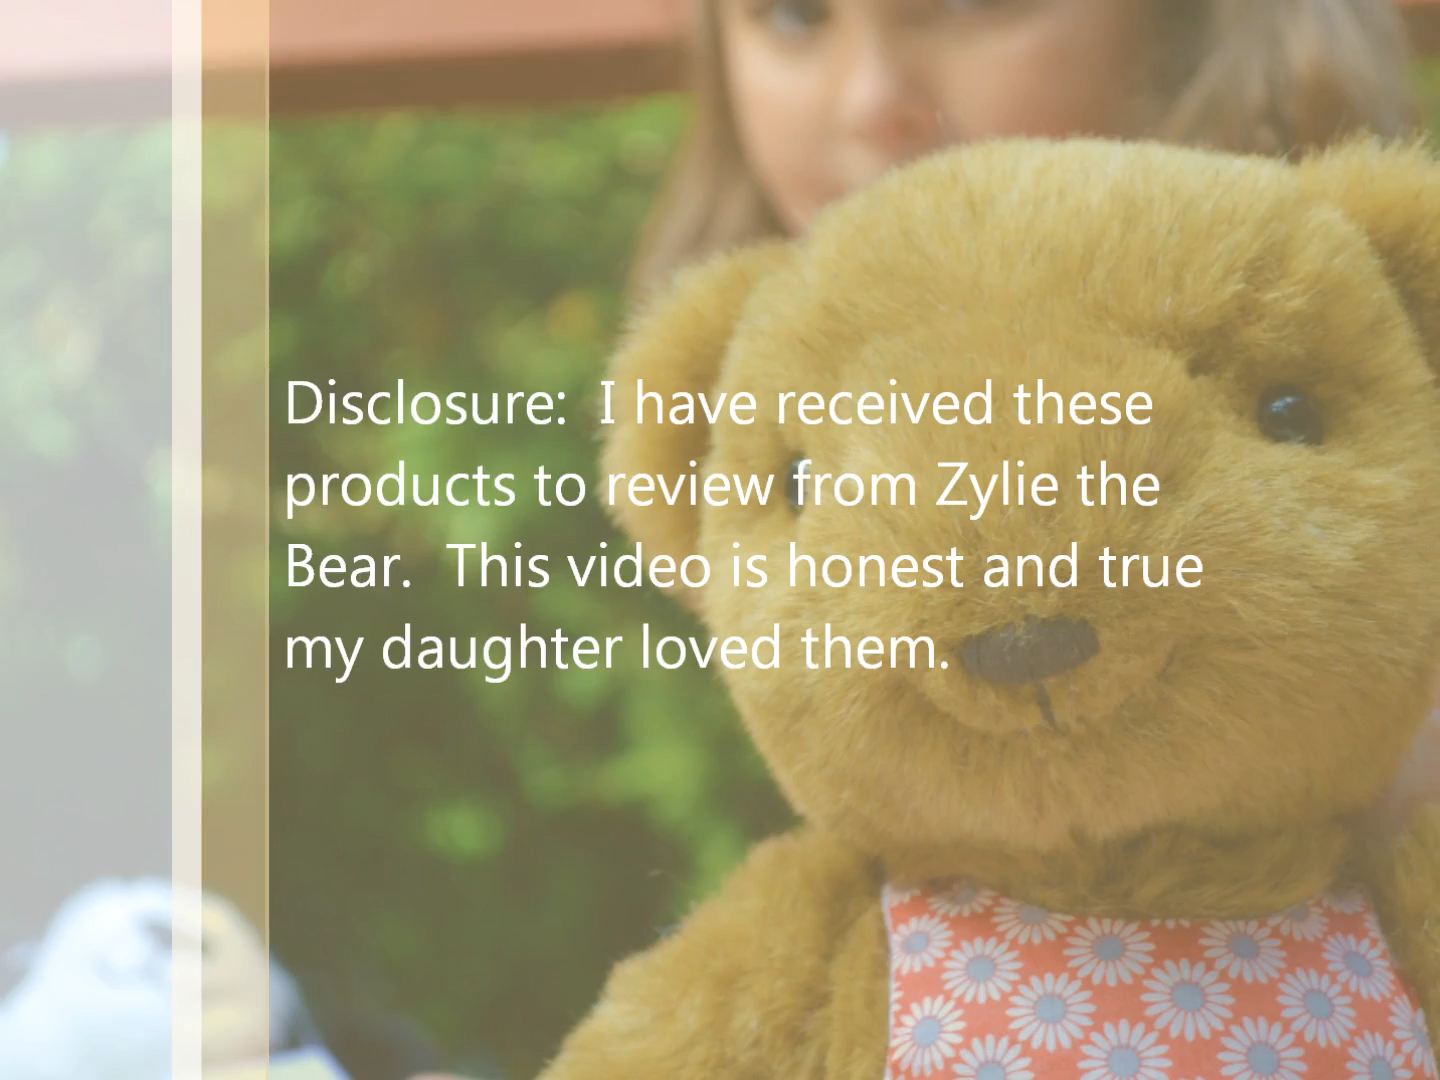 Disclosure:  I have received these
products to review from Zylie the
Bear.  This video is honest and true
my daughter loved them.